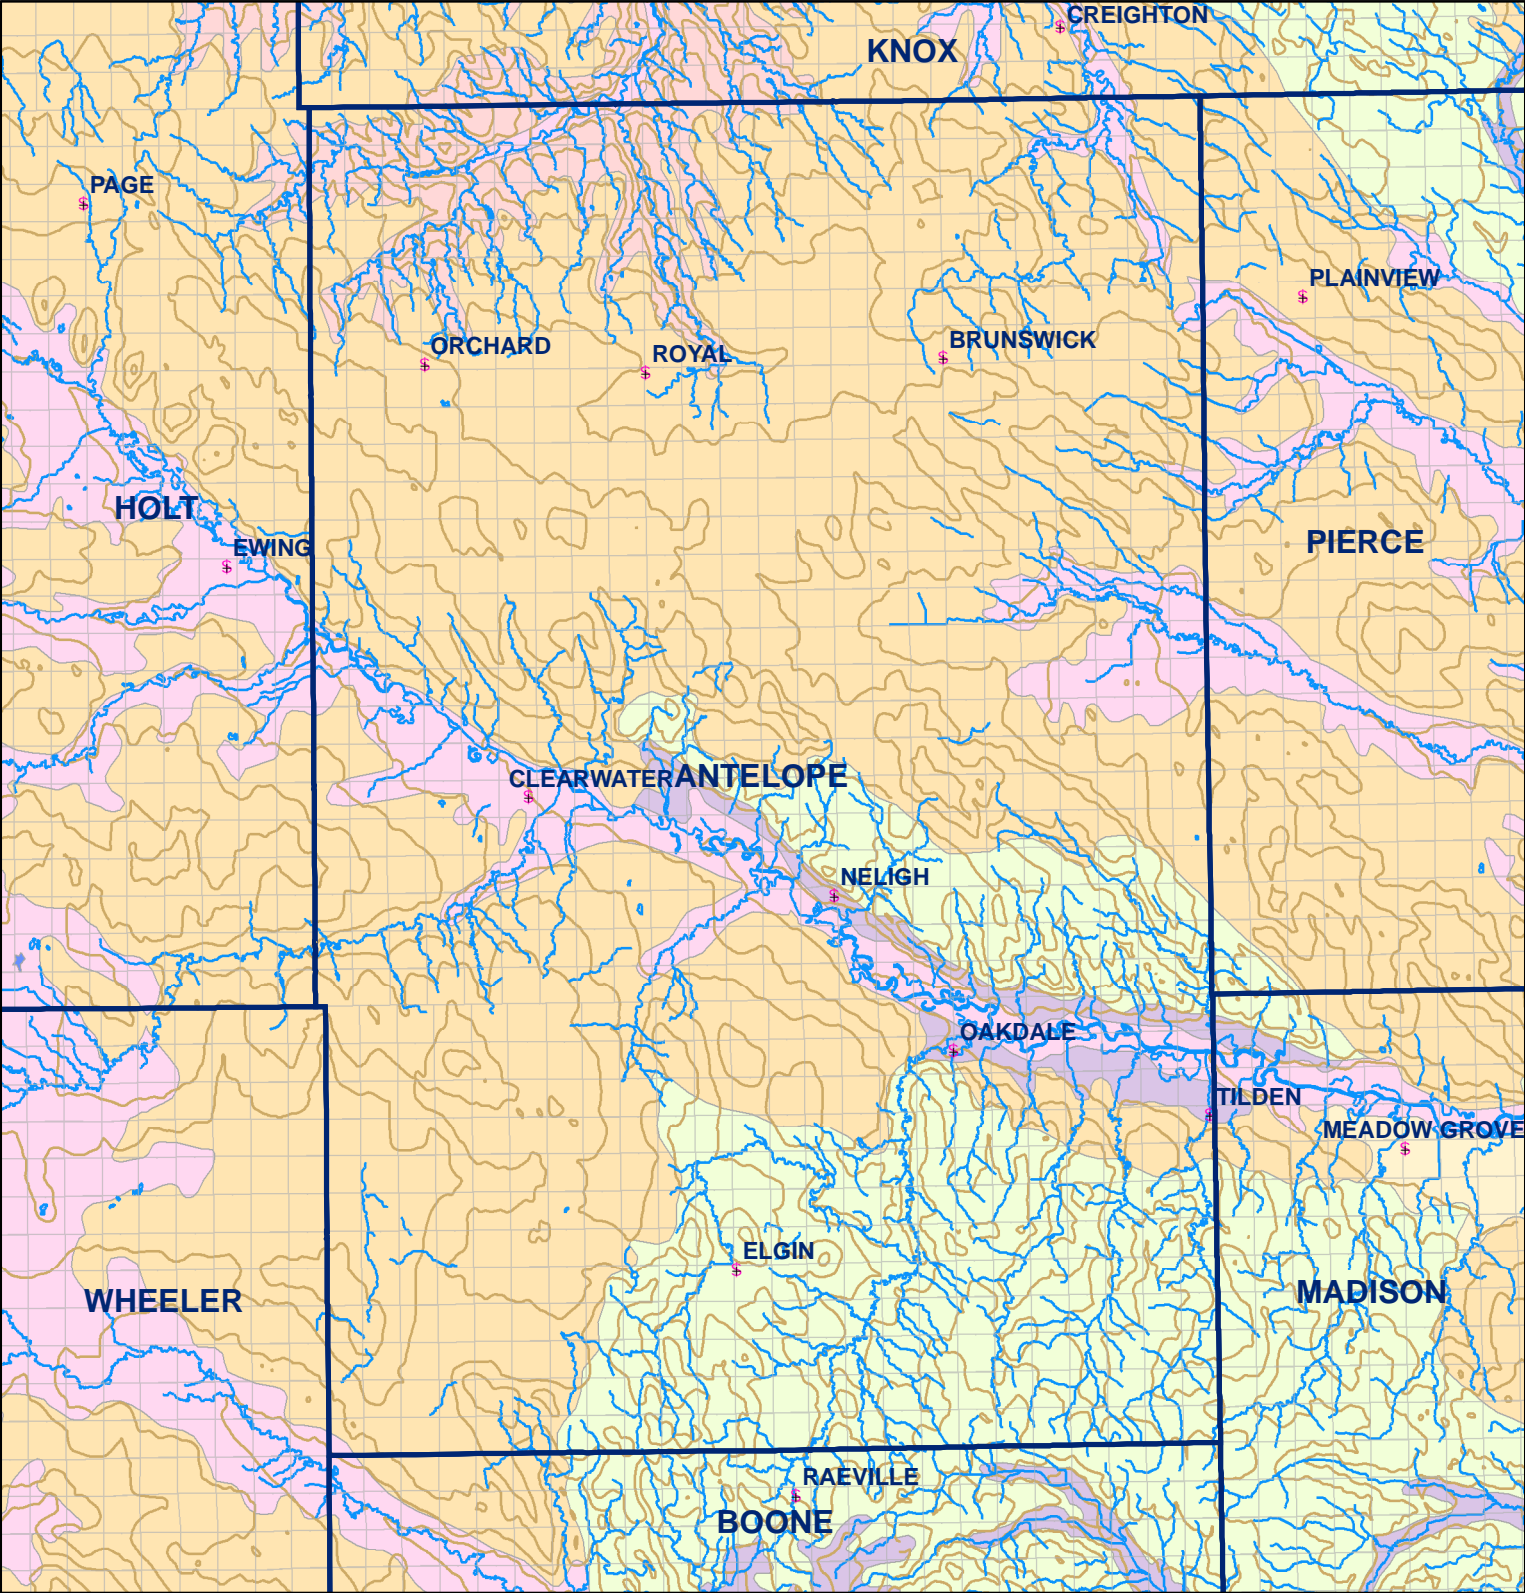 CREIGHTON
KNOX
PAGE
PLAINVIEW
BRUNSWICK
ORCHARD
ROYAL
HOLT
PIERCE
EWING
CLEARWATER
ANTELOPE
NELIGH
OAKDALE
TILDEN
MEADOW GROVE
ELGIN
WHEELER
MADISON
RAEVILLE
BOONE